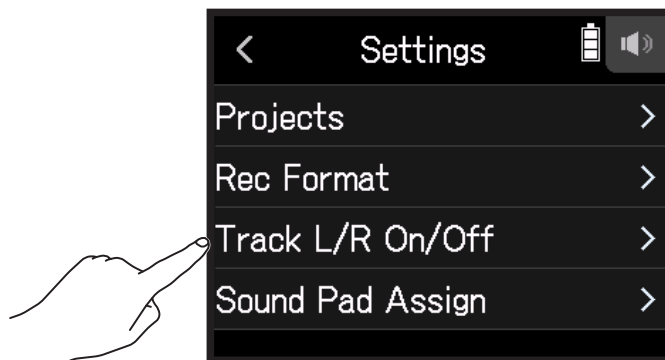 Settings
Projects
Rec Format
Track L/R On/Off
Sound Pad Assign